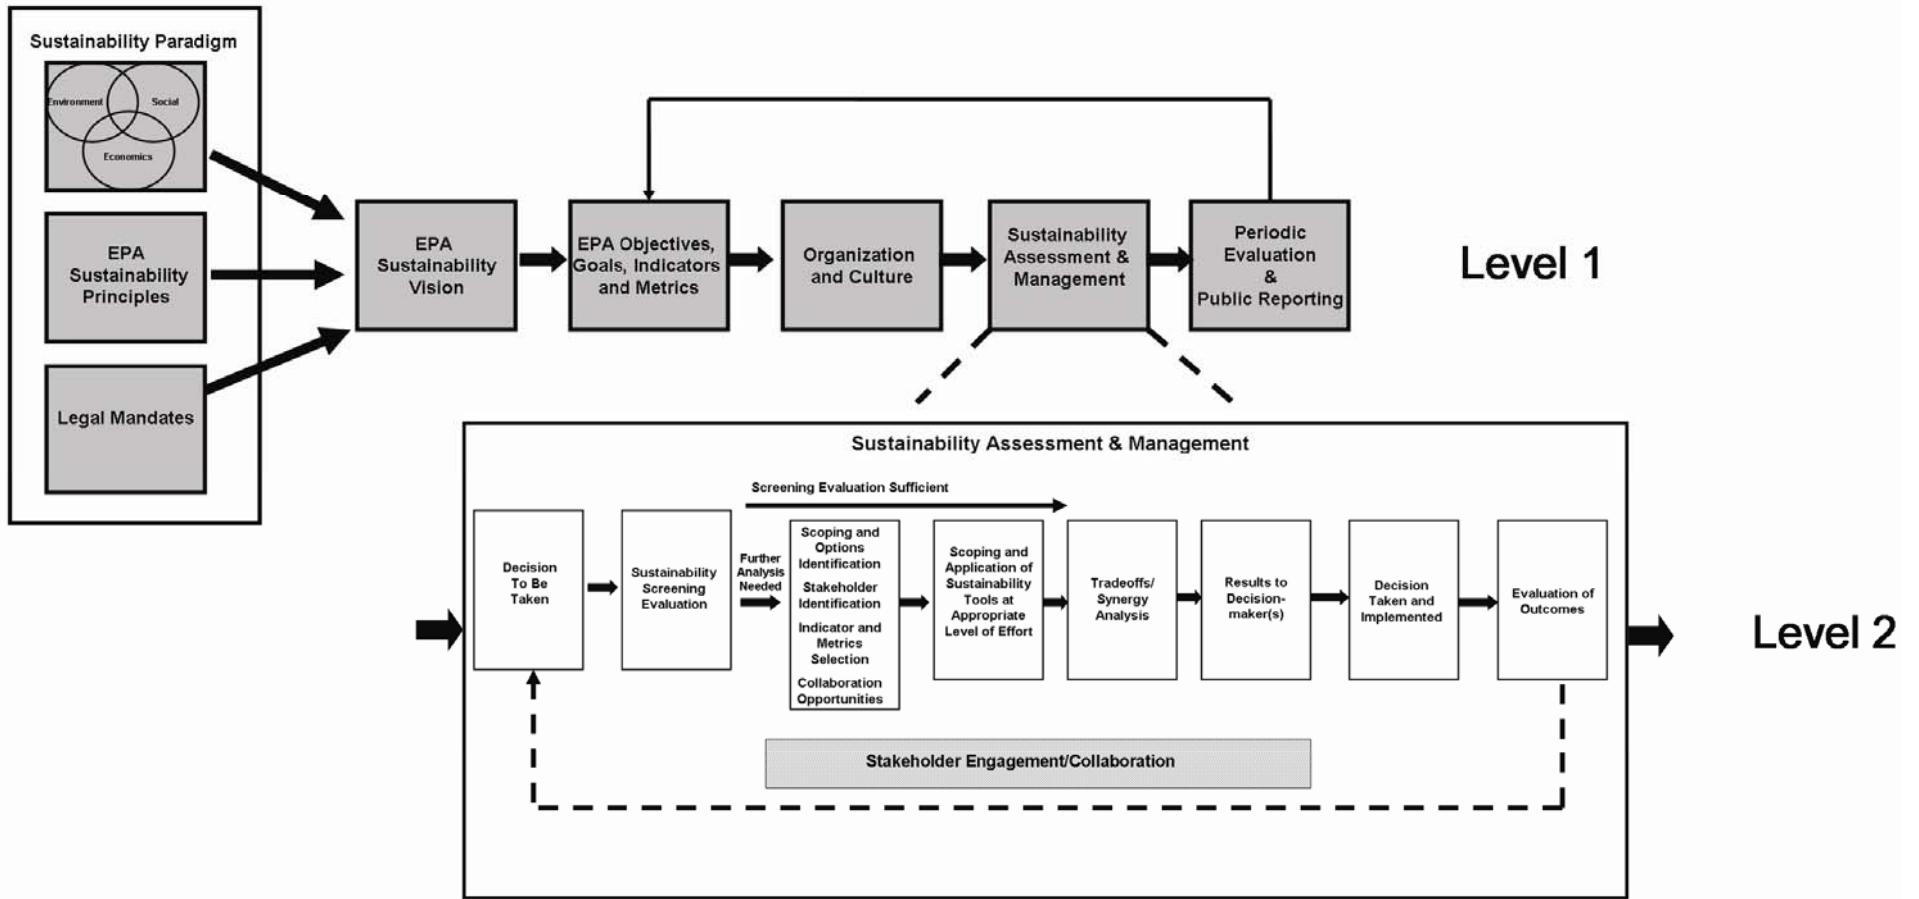 Sustainability Paradigm
Environment
Social
Economics
EPA
Sustainability
Principles
Legal Mandates
EPA
Sustainability
Vision
EPA Objectives,
Goals, Indicators
and Metrics
Organization
and Culture
Sustainability
Assessment &
Management
Periodic
Evaluation
&
Public Reporting
Level 1
Sustainability Assessment & Management
Screening Evaluation Sufficient
Decision
To Be
Taken
Sustainability
Screening
Evaluation
Further
Analysis
Needed
Scoping and
Options
Identification
Stakeholder
Identification
Indicator and
Metrics
Selection
Collaboration
Opportunities
Scoping and
Application of
Sustainability
Tools at
Appropriate
Level of Effort
Tradeoffs/
Synergy
Analysis
Results to
Decision-
maker(s)
Decision
Taken and
Implemented
Evaluation of
Outcomes
Stakeholder Engagement/Collaboration
Level 2